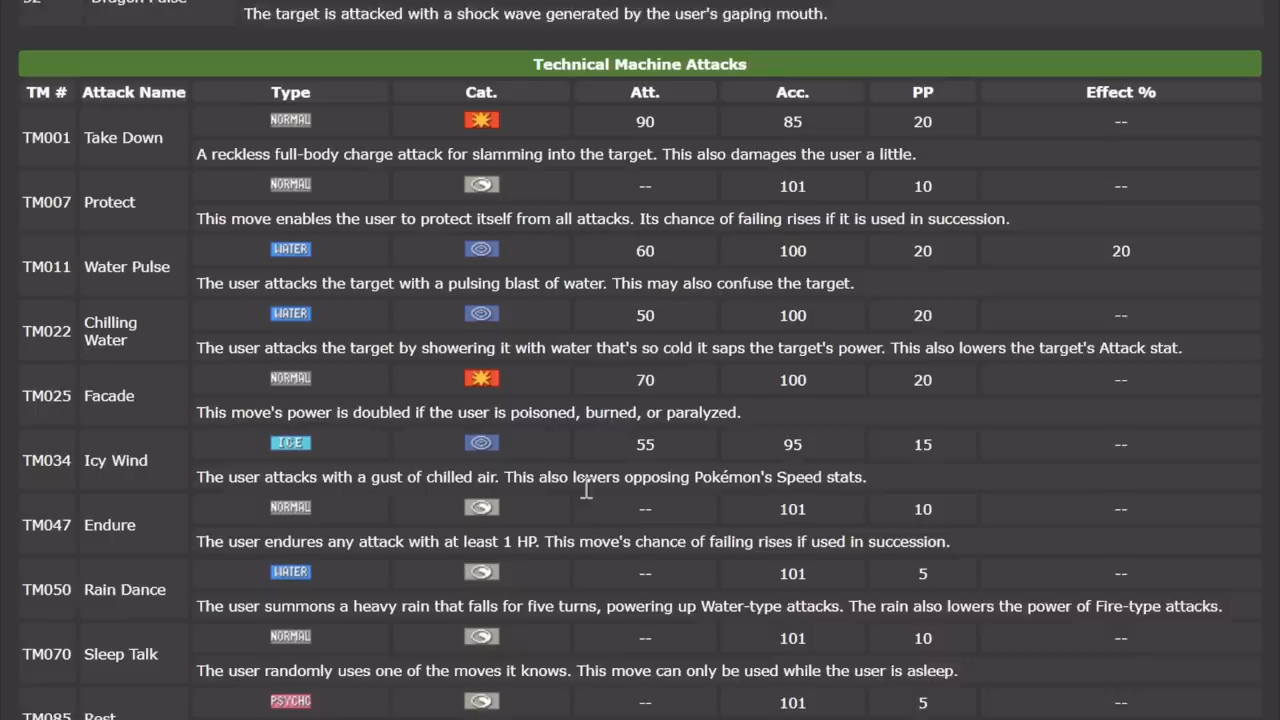 52 Dragon Pulse
The target is attacked with a shock wave generated by the user's gaping mouth.
Technical Machine Attacks
TM # Attack Name Type Cat. Att. Acc. PP Effect %
TM001 Take Down NORMAL 90 85 20 --
A reckless full-body charge attack for slamming into the target. This also damages the user a little.
TM007 Protect NORMAL -- 101 10 --
This move enables the user to protect itself from all attacks. Its chance of failing rises if it is used in succession.
TM011 Water Pulse WATER 60 100 20 20
The user attacks the target with a pulsing blast of water. This may also confuse the target.
TM022 Chilling Water WATER 50 100 20 --
The user attacks the target by showering it with water that's so cold it saps the target's power. This also lowers the target's Attack stat.
TM025 Facade NORMAL 70 100 20 --
This move's power is doubled if the user is poisoned, burned, or paralyzed.
TM034 Icy Wind ICE 55 95 15 --
The user attacks with a gust of chilled air. This also lowers opposing Pokémon's Speed stats.
TM047 Endure NORMAL -- 101 10 --
The user endures any attack with at least 1 HP. This move's chance of failing rises if used in succession.
TM050 Rain Dance WATER -- 101 5 --
The user summons a heavy rain that falls for five turns, powering up Water-type attacks. The rain also lowers the power of Fire-type attacks.
TM070 Sleep Talk NORMAL -- 101 10 --
The user randomly uses one of the moves it knows. This move can only be used while the user is asleep.
TM085 Rest PSYCHC -- 101 5 --